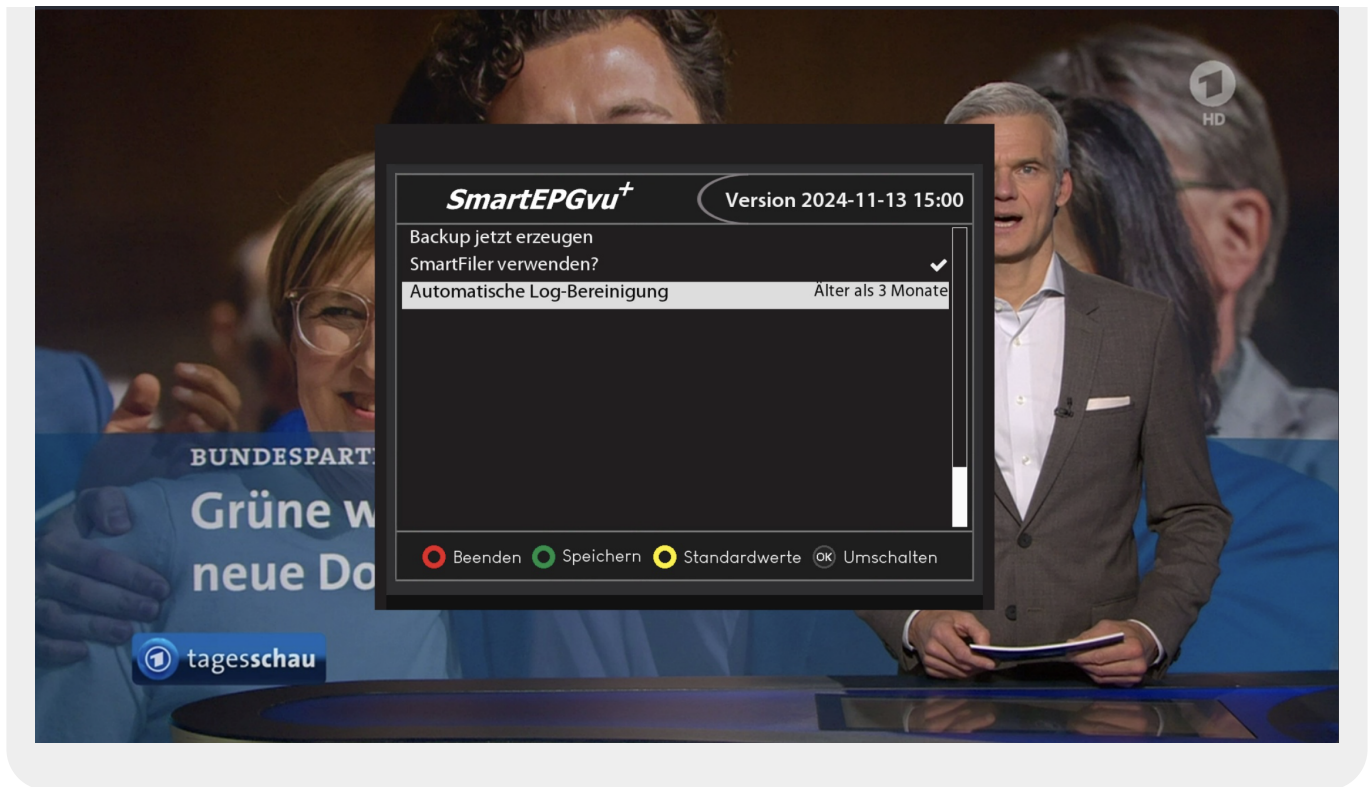 HD
SmartEPGvu+
Version 2024-11-13 15:00
Backup jetzt erzeugen
SmartFiler verwenden?
Automatische Log-Bereinigung Älter als 3 Monate
BUNDESPART
Grüne w
neue Do
Beenden Speichern Standardwerte OK Umschalten
tagesschau